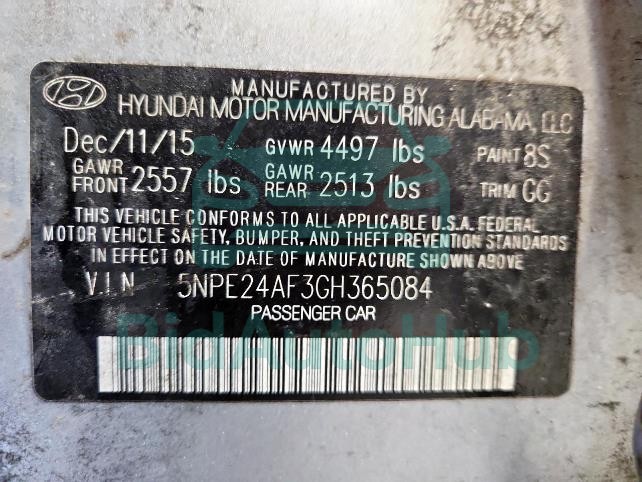 MANUFACTURED BY
HYUNDAI MOTOR MANUFACTURING ALABAMA, LLC
Dec/11/15 GVWR 4497 lbs PAINT 8S
GAWR FRONT 2557 lbs GAWR REAR 2513 lbs TRIM GG
THIS VEHICLE CONFORMS TO ALL APPLICABLE U.S.A. FEDERAL
MOTOR VEHICLE SAFETY, BUMPER, AND THEFT PREVENTION STANDARDS
IN EFFECT ON THE DATE OF MANUFACTURE SHOWN ABOVE.
V.I.N 5NPE24AF3GH365084
PASSENGER CAR
BidAutoHub